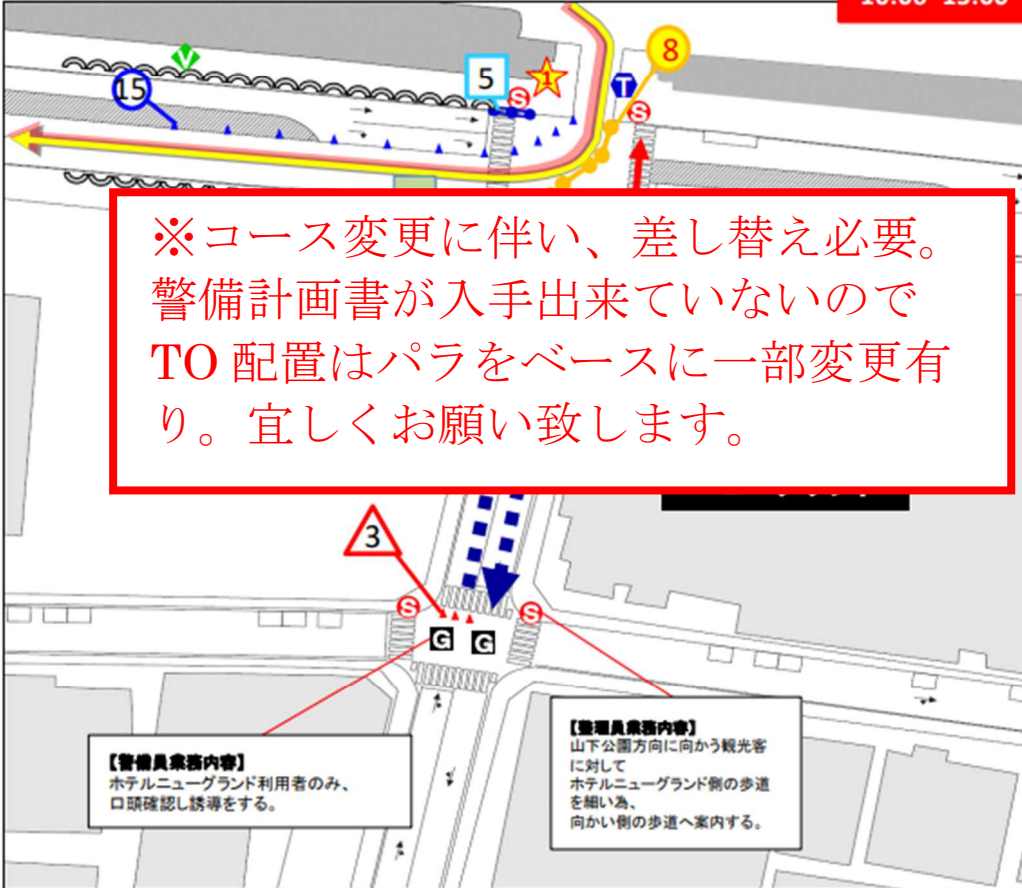 V
15
5
S
1
8
T
S
※コース変更に伴い、差し替え必要。
警備計画書が入手出来ていないので
TO 配置はパラをベースに一部変更有
り。宜しくお願い致します。
3
S
S
G
G
【警備員業務内容】
ホテルニューグランド利用者のみ、
口頭確認し誘導をする。
【整理員業務内容】
山下公園方向に向かう観光客
に対して
ホテルニューグランド側の歩道
を細い為、
向かい側の歩道へ案内する。